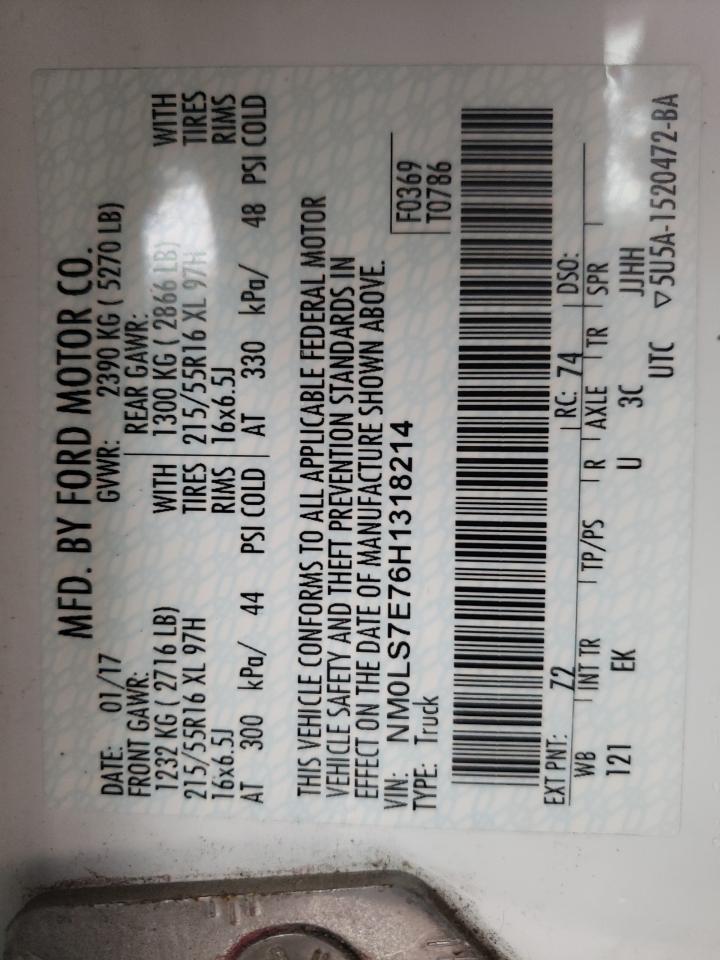 MFD. BY FORD MOTOR CO.
DATE: 01/17 GVWR: 2390 KG ( 5270 LB)
FRONT GAWR: REAR GAWR:
1232 KG ( 2716 LB) WITH 1300 KG ( 2866 LB) WITH
215/55R16 XL 97H TIRES 215/55R16 XL 97H TIRES
16x6.5J RIMS 16x6.5J RIMS
AT 300 kPa/ 44 PSI COLD AT 330 kPa/ 48 PSI COLD
THIS VEHICLE CONFORMS TO ALL APPLICABLE FEDERAL MOTOR
VEHICLE SAFETY AND THEFT PREVENTION STANDARDS IN
EFFECT ON THE DATE OF MANUFACTURE SHOWN ABOVE.
VIN: NM0LS7E76H1318214 F0369
TYPE: Truck T0786
EXT PNT: Z2 RC: 74 DSO:
WB INT TR TP/PS R AXLE TR SPR
121 EK U 3C JJHH
UTC ▽5U5A-1520472-BA